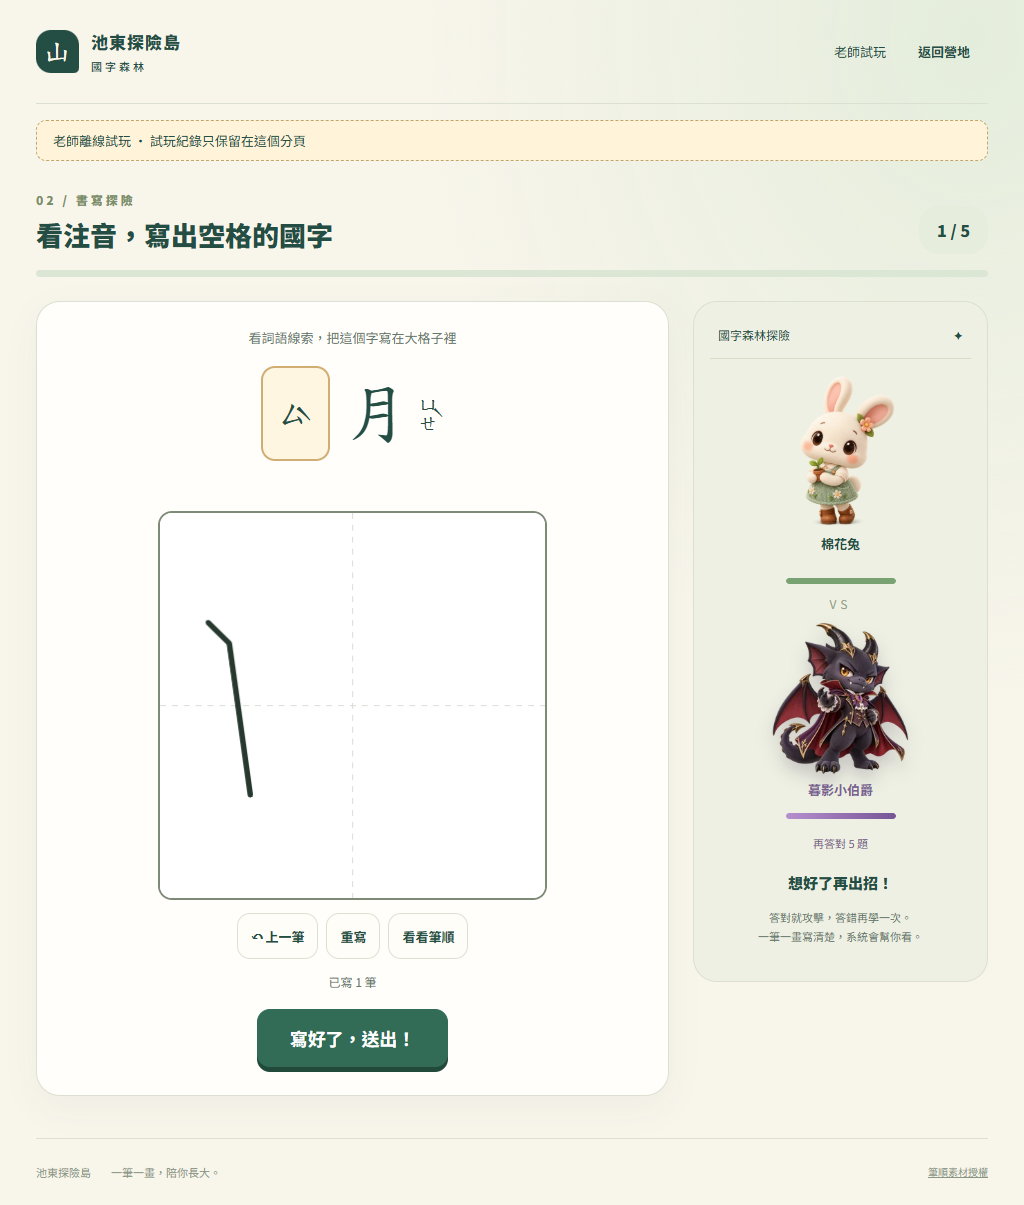 山
池東探險島
國字森林
老師試玩
返回營地
老師離線試玩 · 試玩紀錄只保留在這個分頁
02 / 書寫探險
看注音，寫出空格的國字
1 / 5
看詞語線索，把這個字寫在大格子裡
ㄙˋ
月
ㄩㄝˋ
↶ 上一筆
重寫
看看筆順
已寫 1 筆
寫好了，送出！
國字森林探險
✦
棉花兔
VS
暮影小伯爵
再答對 5 題
想好了再出招！
答對就攻擊，答錯再學一次。
一筆一畫寫清楚，系統會幫你看。
池東探險島
一筆一畫，陪你長大。
筆順素材授權